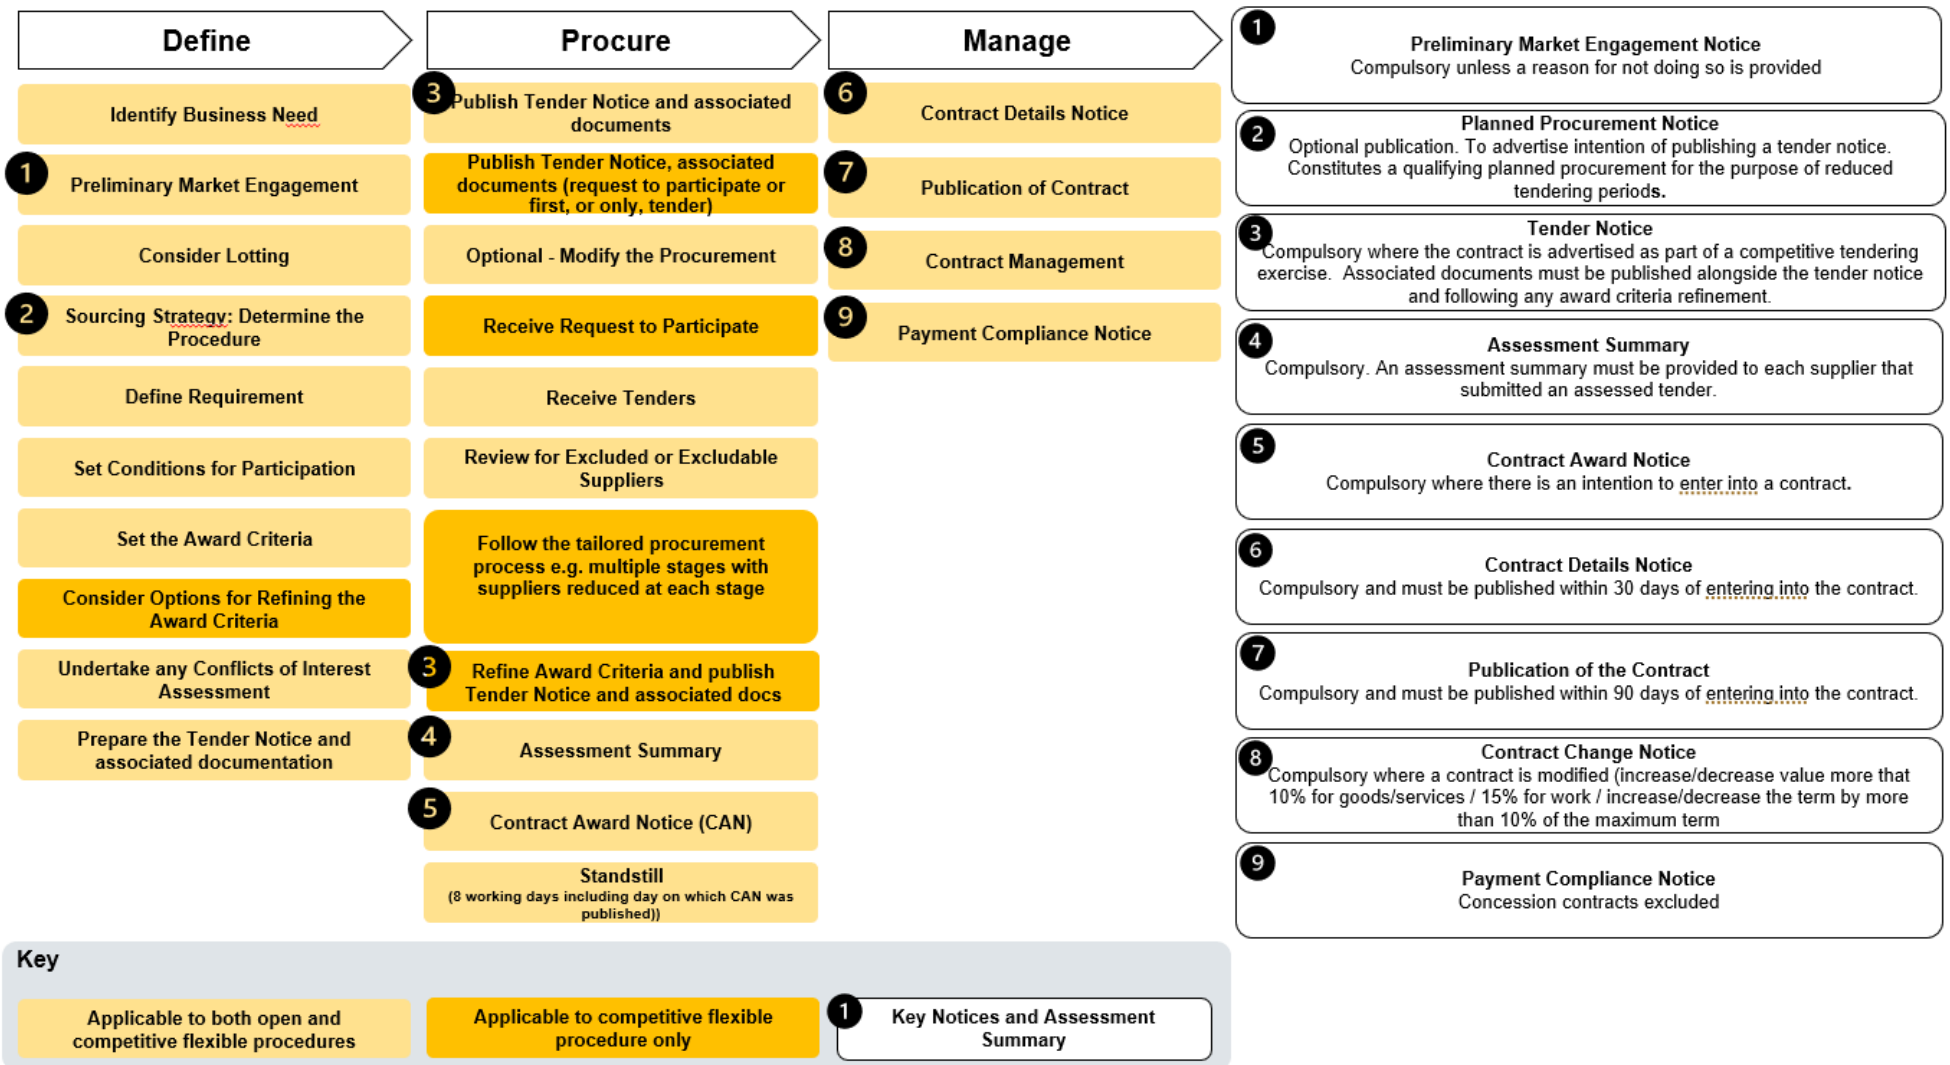 Define
Identify Business Need
1
Preliminary Market Engagement
Consider Lotting
2
Sourcing Strategy: Determine the
Procedure
Define Requirement
Set Conditions for Participation
Set the Award Criteria
Consider Options for Refining the
Award Criteria
Undertake any Conflicts of Interest
Assessment
Prepare the Tender Notice and
associated documentation
Procure
3
Publish Tender Notice and associated
documents
Publish Tender Notice, associated
documents (request to participate or
first, or only, tender)
Optional - Modify the Procurement
Receive Request to Participate
Receive Tenders
Review for Excluded or Excludable
Suppliers
Follow the tailored procurement
process e.g. multiple stages with
suppliers reduced at each stage
3
Refine Award Criteria and publish
Tender Notice and associated docs
4
Assessment Summary
5
Contract Award Notice (CAN)
Standstill
(8 working days including day on which CAN was
published))
Manage
6
Contract Details Notice
7
Publication of Contract
8
Contract Management
9
Payment Compliance Notice
1
Preliminary Market Engagement Notice
Compulsory unless a reason for not doing so is provided
2
Planned Procurement Notice
Optional publication. To advertise intention of publishing a tender notice.
Constitutes a qualifying planned procurement for the purpose of reduced
tendering periods.
3
Tender Notice
Compulsory where the contract is advertised as part of a competitive tendering
exercise. Associated documents must be published alongside the tender notice
and following any award criteria refinement.
4
Assessment Summary
Compulsory. An assessment summary must be provided to each supplier that
submitted an assessed tender.
5
Contract Award Notice
Compulsory where there is an intention to enter into a contract.
6
Contract Details Notice
Compulsory and must be published within 30 days of entering into the contract.
7
Publication of the Contract
Compulsory and must be published within 90 days of entering into the contract.
8
Contract Change Notice
Compulsory where a contract is modified (increase/decrease value more that
10% for goods/services / 15% for work / increase/decrease the term by more
than 10% of the maximum term
9
Payment Compliance Notice
Concession contracts excluded
Key
Applicable to both open and
competitive flexible procedures
Applicable to competitive flexible
procedure only
1
Key Notices and Assessment
Summary